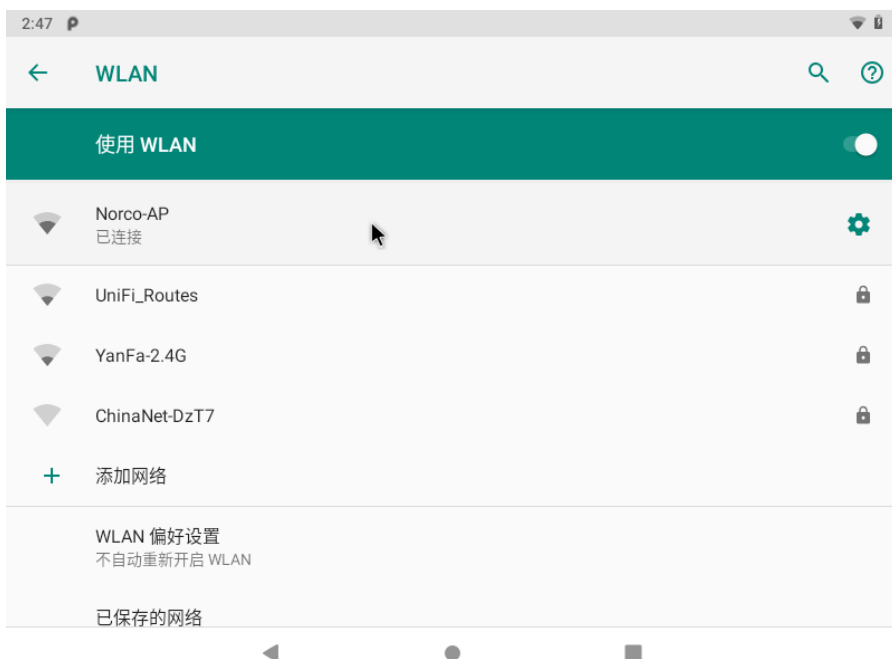 2:47
WLAN
使用 WLAN
Norco-AP
已连接
UniFi_Routes
YanFa-2.4G
ChinaNet-DzT7
添加网络
WLAN 偏好设置
不自动重新开启 WLAN
已保存的网络